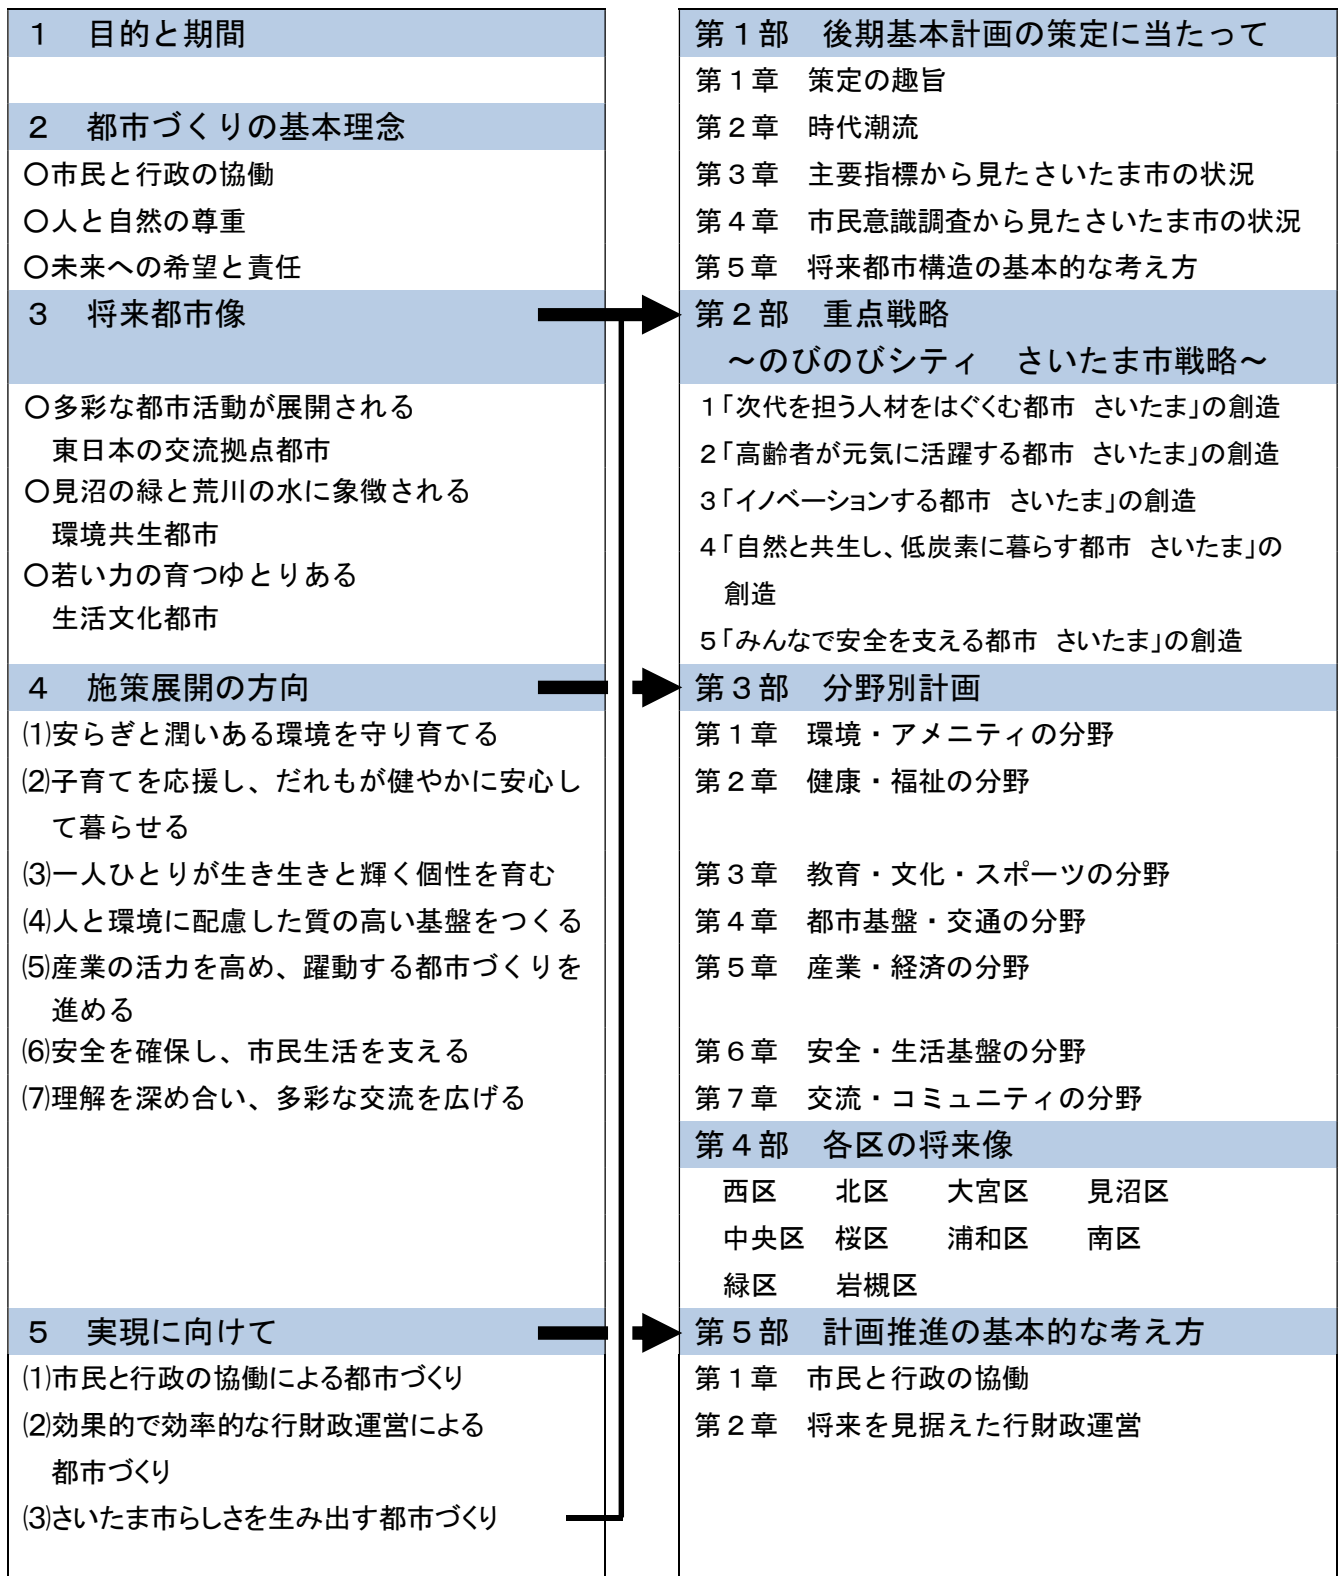 1 目的と期間
2 都市づくりの基本理念
〇市民と行政の協働
〇人と自然の尊重
〇未来への希望と責任
3 将来都市像
〇多彩な都市活動が展開される
東日本の交流拠点都市
〇見沼の緑と荒川の水に象徴される
環境共生都市
〇若い力の育つゆとりある
生活文化都市
4 施策展開の方向
⑴安らぎと潤いある環境を守り育てる
⑵子育てを応援し、だれもが健やかに安心し
て暮らせる
⑶一人ひとりが生き生きと輝く個性を育む
⑷人と環境に配慮した質の高い基盤をつくる
⑸産業の活力を高め、躍動する都市づくりを
進める
⑹安全を確保し、市民生活を支える
⑺理解を深め合い、多彩な交流を広げる
5 実現に向けて
⑴市民と行政の協働による都市づくり
⑵効果的で効率的な行財政運営による
都市づくり
⑶さいたま市らしさを生み出す都市づくり
第1部 後期基本計画の策定に当たって
第1章 策定の趣旨
第2章 時代潮流
第3章 主要指標から見たさいたま市の状況
第4章 市民意識調査から見たさいたま市の状況
第5章 将来都市構造の基本的な考え方
第2部 重点戦略
～のびのびシティ さいたま市戦略～
1「次代を担う人材をはぐくむ都市 さいたま」の創造
2「高齢者が元気に活躍する都市 さいたま」の創造
3「イノベーションする都市 さいたま」の創造
4「自然と共生し、低炭素に暮らす都市 さいたま」の
創造
5「みんなで安全を支える都市 さいたま」の創造
第3部 分野別計画
第1章 環境・アメニティの分野
第2章 健康・福祉の分野
第3章 教育・文化・スポーツの分野
第4章 都市基盤・交通の分野
第5章 産業・経済の分野
第6章 安全・生活基盤の分野
第7章 交流・コミュニティの分野
第4部 各区の将来像
西区 北区 大宮区 見沼区
中央区 桜区 浦和区 南区
緑区 岩槻区
第5部 計画推進の基本的な考え方
第1章 市民と行政の協働
第2章 将来を見据えた行財政運営